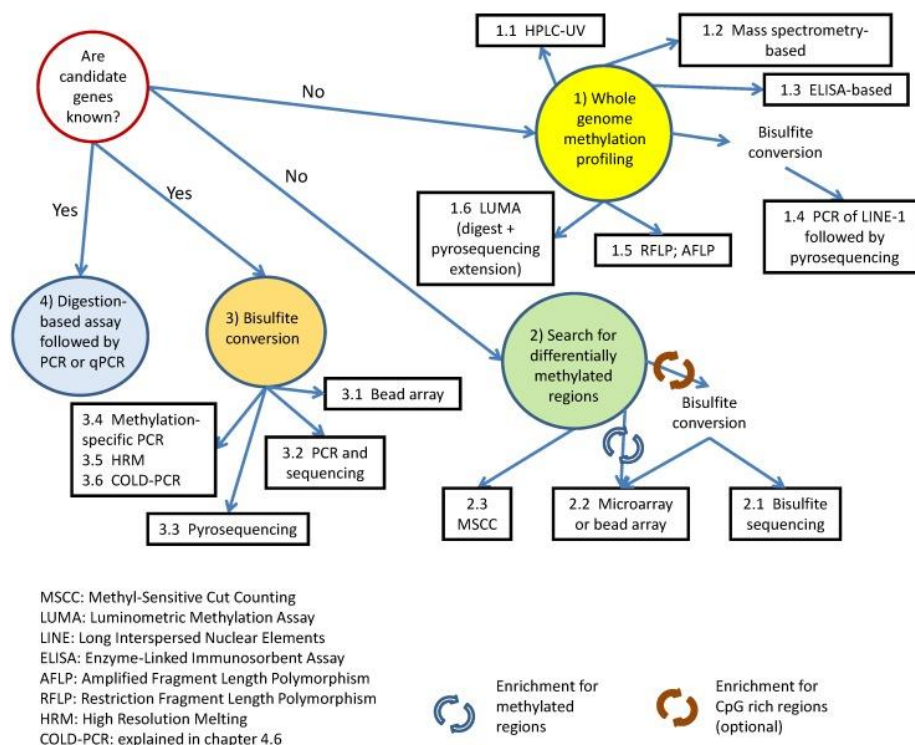 Are
candidate
genes
known?
No
No
Yes
Yes
1.1 HPLC-UV
1.2 Mass spectrometry-
based
1.3 ELISA-based
1) Whole
genome
methylation
profiling
Bisulfite
conversion
1.4 PCR of LINE-1
followed by
pyrosequencing
1.6 LUMA
(digest +
pyrosequencing
extension)
1.5 RFLP; AFLP
4) Digestion-
based assay
followed by
PCR or qPCR
3) Bisulfite
conversion
2) Search for
differentially
methylated
regions
3.1 Bead array
3.4 Methylation-
specific PCR
3.5 HRM
3.6 COLD-PCR
3.2 PCR and
sequencing
3.3 Pyrosequencing
Bisulfite
conversion
2.3
MSCC
2.2 Microarray
or bead array
2.1 Bisulfite
sequencing
MSCC: Methyl-Sensitive Cut Counting
LUMA: Luminometric Methylation Assay
LINE: Long Interspersed Nuclear Elements
ELISA: Enzyme-Linked Immunosorbent Assay
AFLP: Amplified Fragment Length Polymorphism
RFLP: Restriction Fragment Length Polymorphism
HRM: High Resolution Melting
COLD-PCR: explained in chapter 4.6
Enrichment for
methylated
regions
Enrichment for
CpG rich regions
(optional)